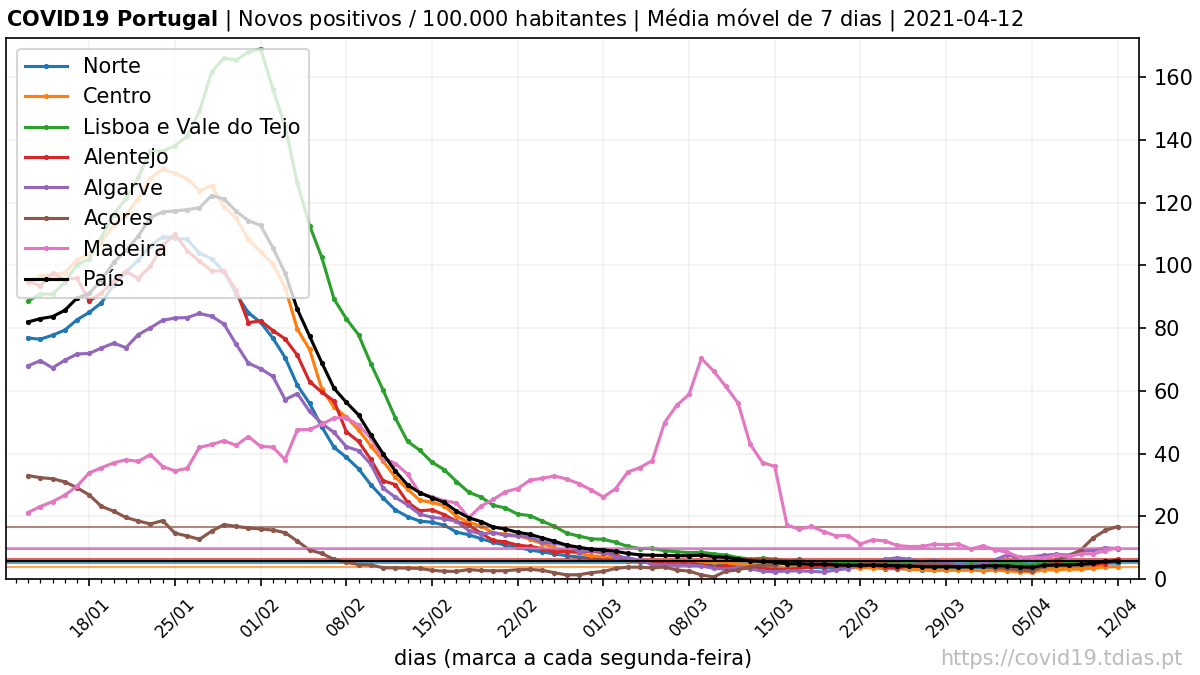 COVID19 Portugal | Novos positivos / 100.000 habitantes | Média móvel de 7 dias | 2021-04-12
Norte
Centro
Lisboa e Vale do Tejo
Alentejo
Algarve
Açores
Madeira
País
160
140
120
100
80
60
40
20
0
18/01
25/01
01/02
08/02
15/02
22/02
01/03
08/03
15/03
22/03
29/03
05/04
12/04
dias (marca a cada segunda-feira)
https://covid19.tdias.pt